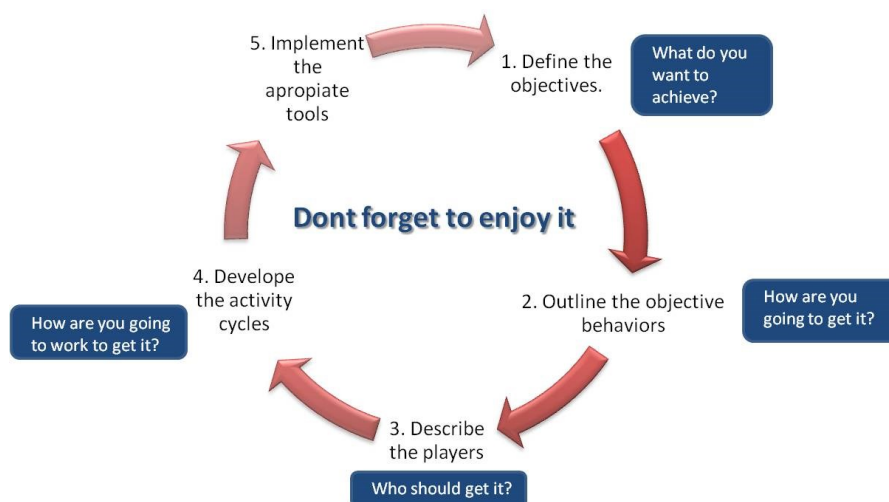 5. Implement
the
apropiate
tools
1. Define the
objectives.
What do you
want to
achieve?
Dont forget to enjoy it
4. Develope
the activity
cycles
2. Outline the objective
behaviors
How are you
going to get it?
How are you going
to work to get it?
3. Describe
the players
Who should get it?